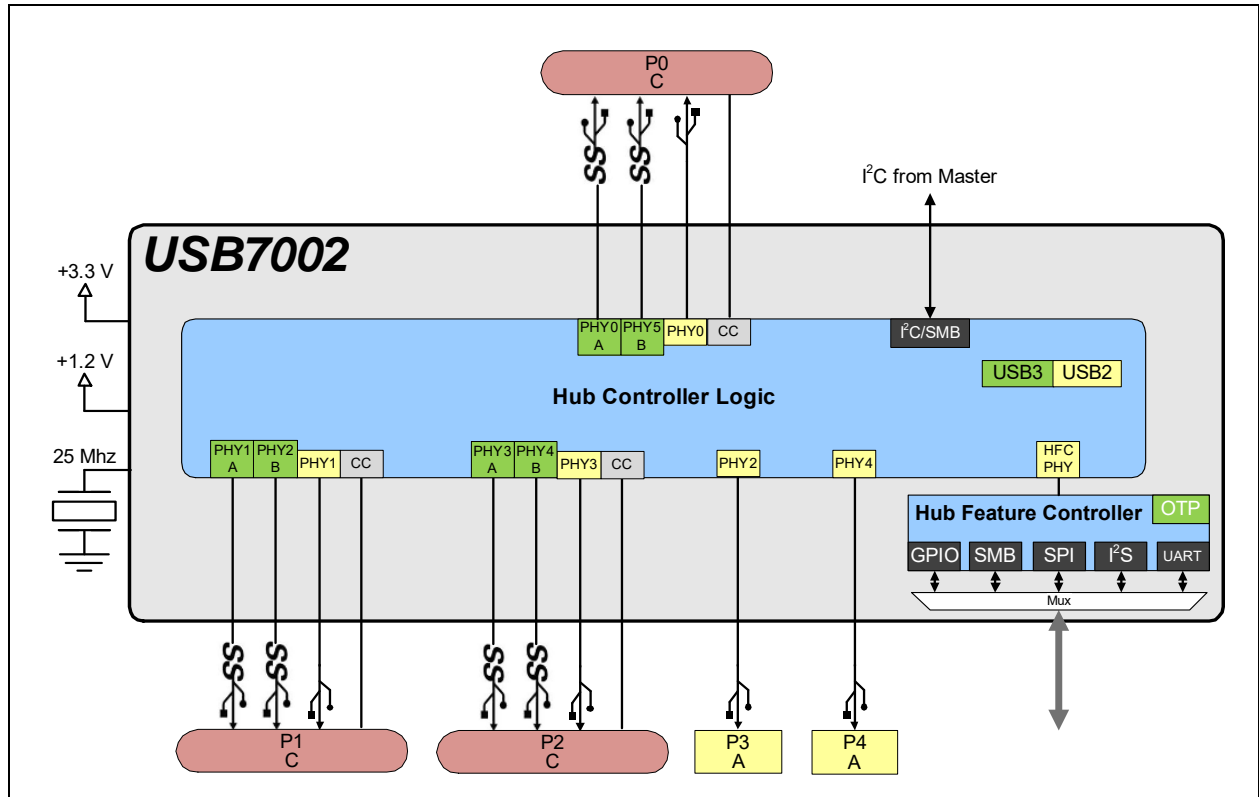 P0
C
SS SS
I²C from Master
USB7002
+3.3 V
+1.2 V
25 Mhz
PHY0 A
PHY5 B
PHY0
CC
I²C/SMB
USB3 USB2
Hub Controller Logic
PHY1 A
PHY2 B
PHY1
CC
PHY3 A
PHY4 B
PHY3
CC
PHY2
PHY4
HFC PHY
Hub Feature Controller
OTP
GPIO SMB SPI I²S UART
Mux
SS SS
SS SS
P1
C
P2
C
P3
A
P4
A